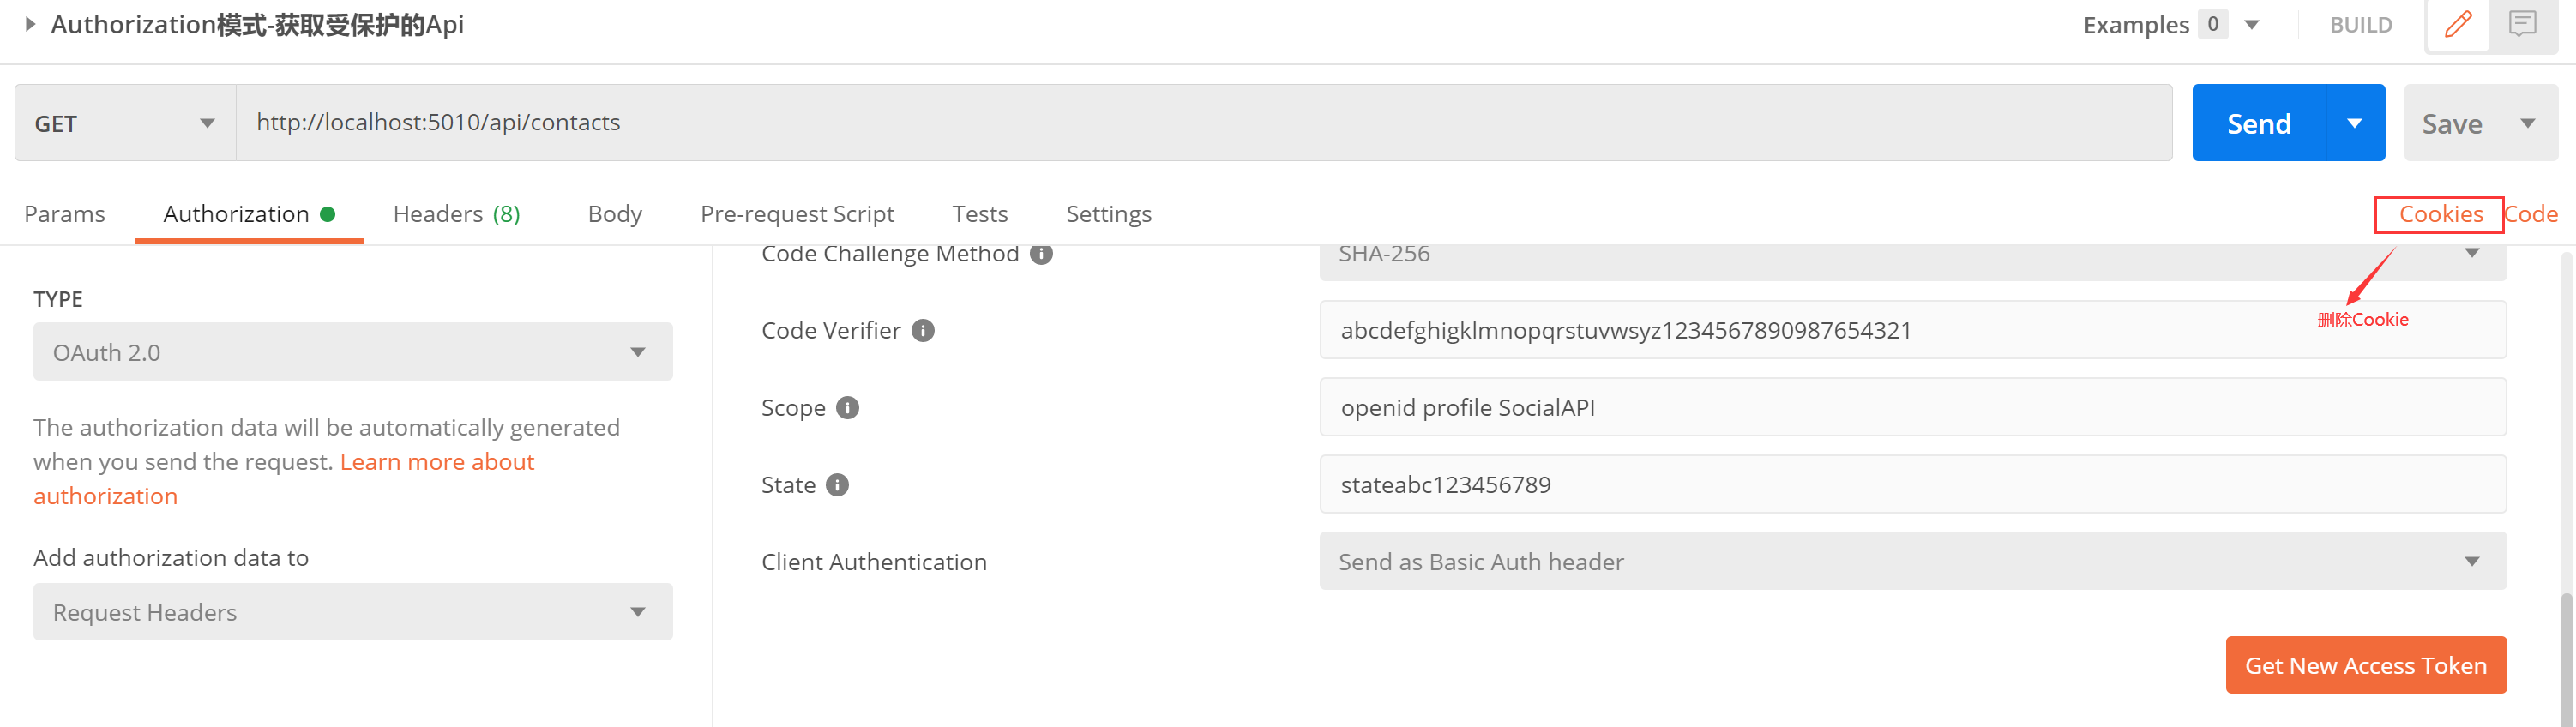 Authorization模式-获取受保护的Api
Examples 0
BUILD
GET
http://localhost:5010/api/contacts
Send
Save
Params
Authorization
Headers (8)
Body
Pre-request Script
Tests
Settings
Cookies
Code
TYPE
OAuth 2.0
The authorization data will be automatically generated
when you send the request. Learn more about
authorization
Add authorization data to
Request Headers
Code Challenge Method
SHA-256
删除Cookie
Code Verifier
abcdefghigklmnopqrstuvwsyz1234567890987654321
Scope
openid profile SocialAPI
State
stateabc123456789
Client Authentication
Send as Basic Auth header
Get New Access Token